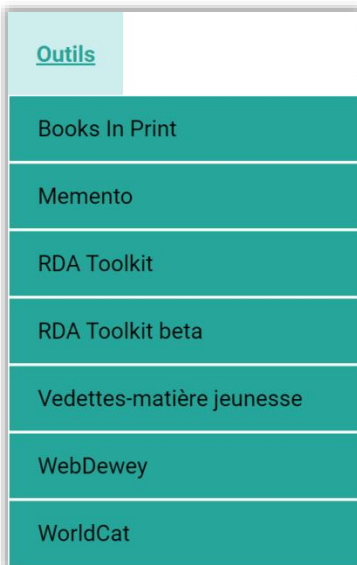 Outils
Books In Print
Memento
RDA Toolkit
RDA Toolkit beta
Vedettes-matière jeunesse
WebDewey
WorldCat